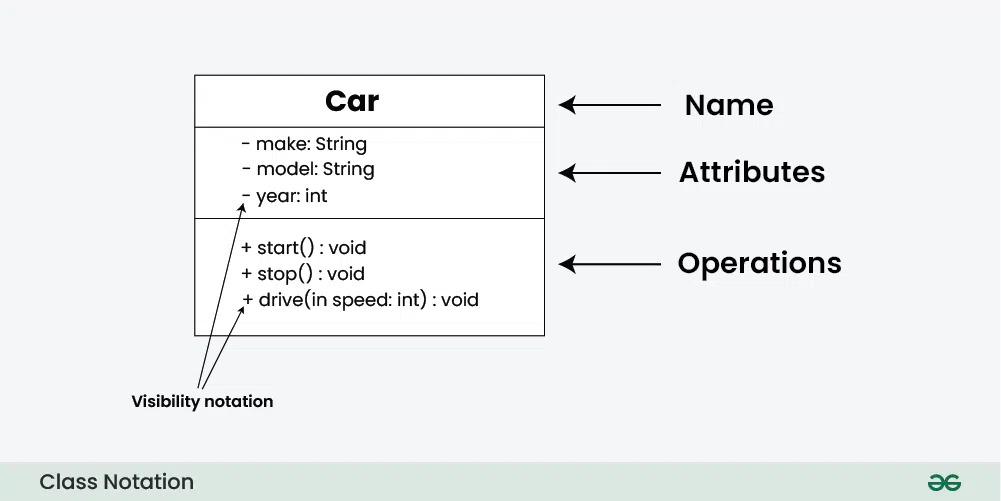 Car
Name
- make: String
- model: String
Attributes
- year: int
+ start() : void
Operations
+ stop() : void
+ drive(in speed: int) : void
Visibility notation
Class Notation